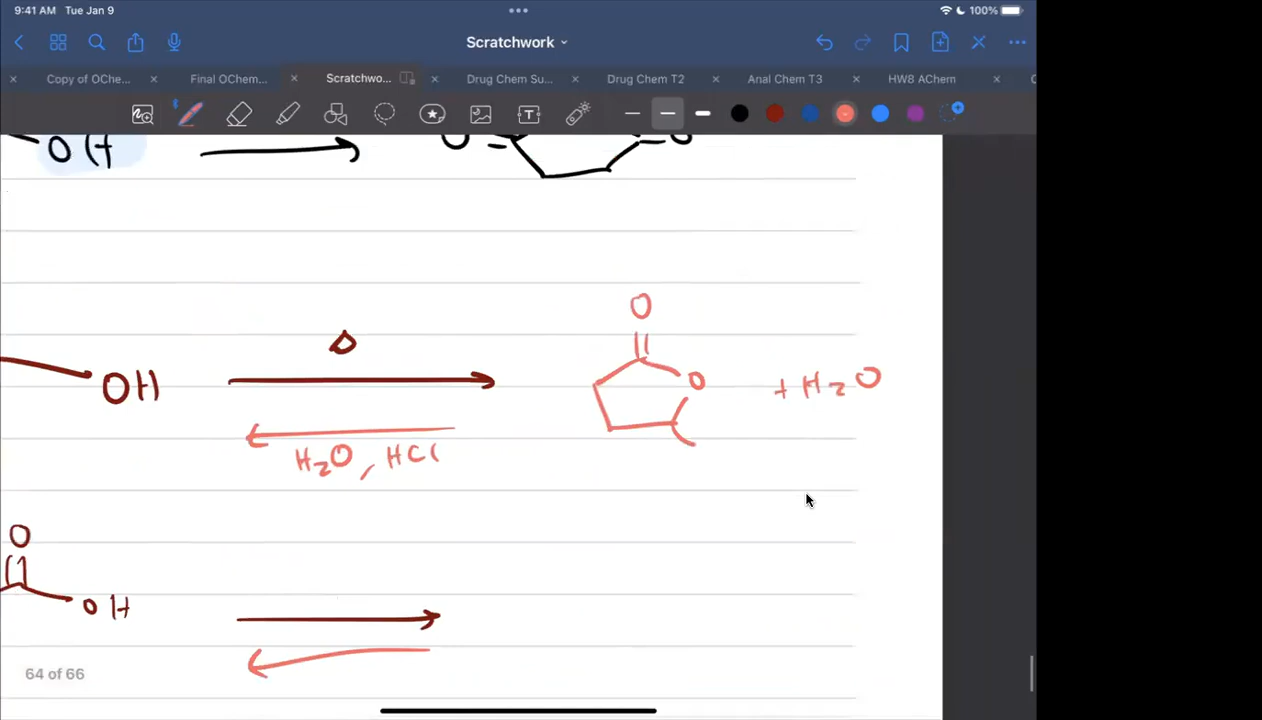 9:41 AM Tue Jan 9
100%
Scratchwork
Copy of OChe...
Final OChem...
Scratchwo...
Drug Chem Su...
Drug Chem T2
Anal Chem T3
HW8 AChem
T
OH
O = = O
O
OH Δ O + H2O
H2O, HCl
O
OH
64 of 66